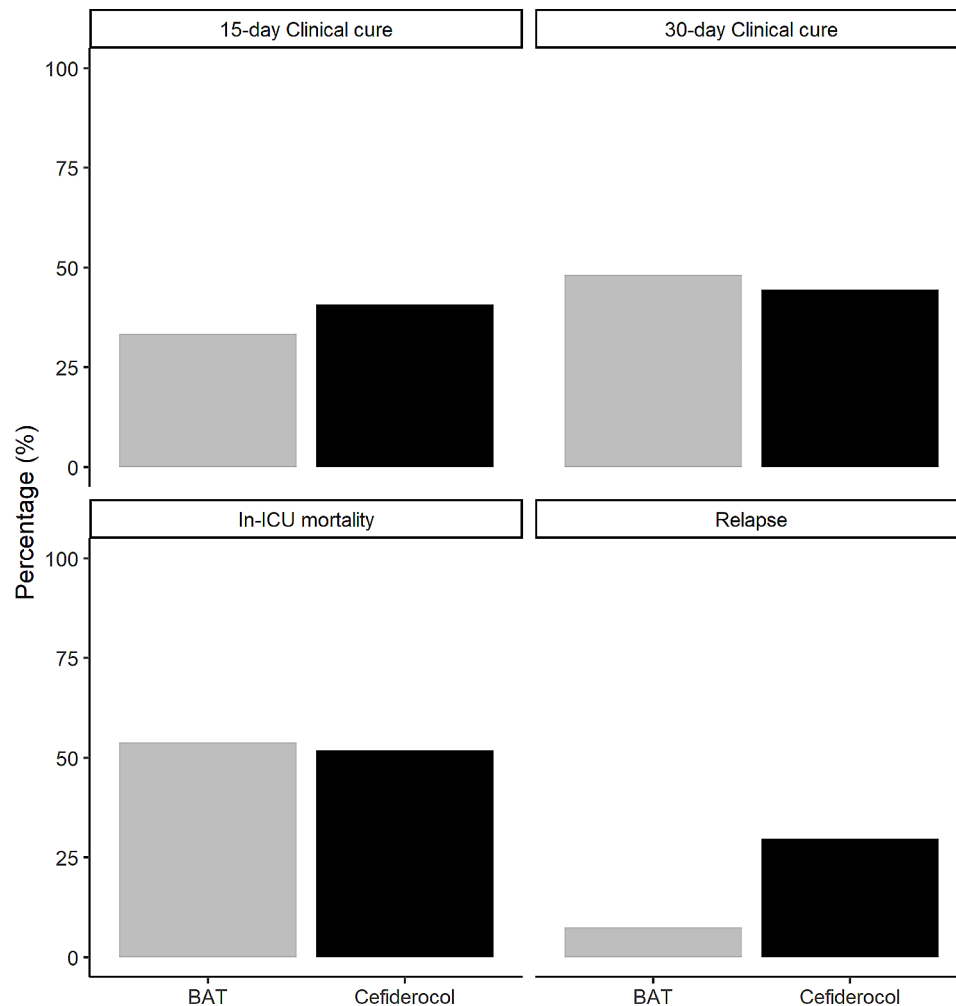 15-day Clinical cure
30-day Clinical cure
100
75
50
25
0
Percentage (%)
In-ICU mortality
Relapse
100
75
50
25
0
BAT
Cefiderocol
BAT
Cefiderocol